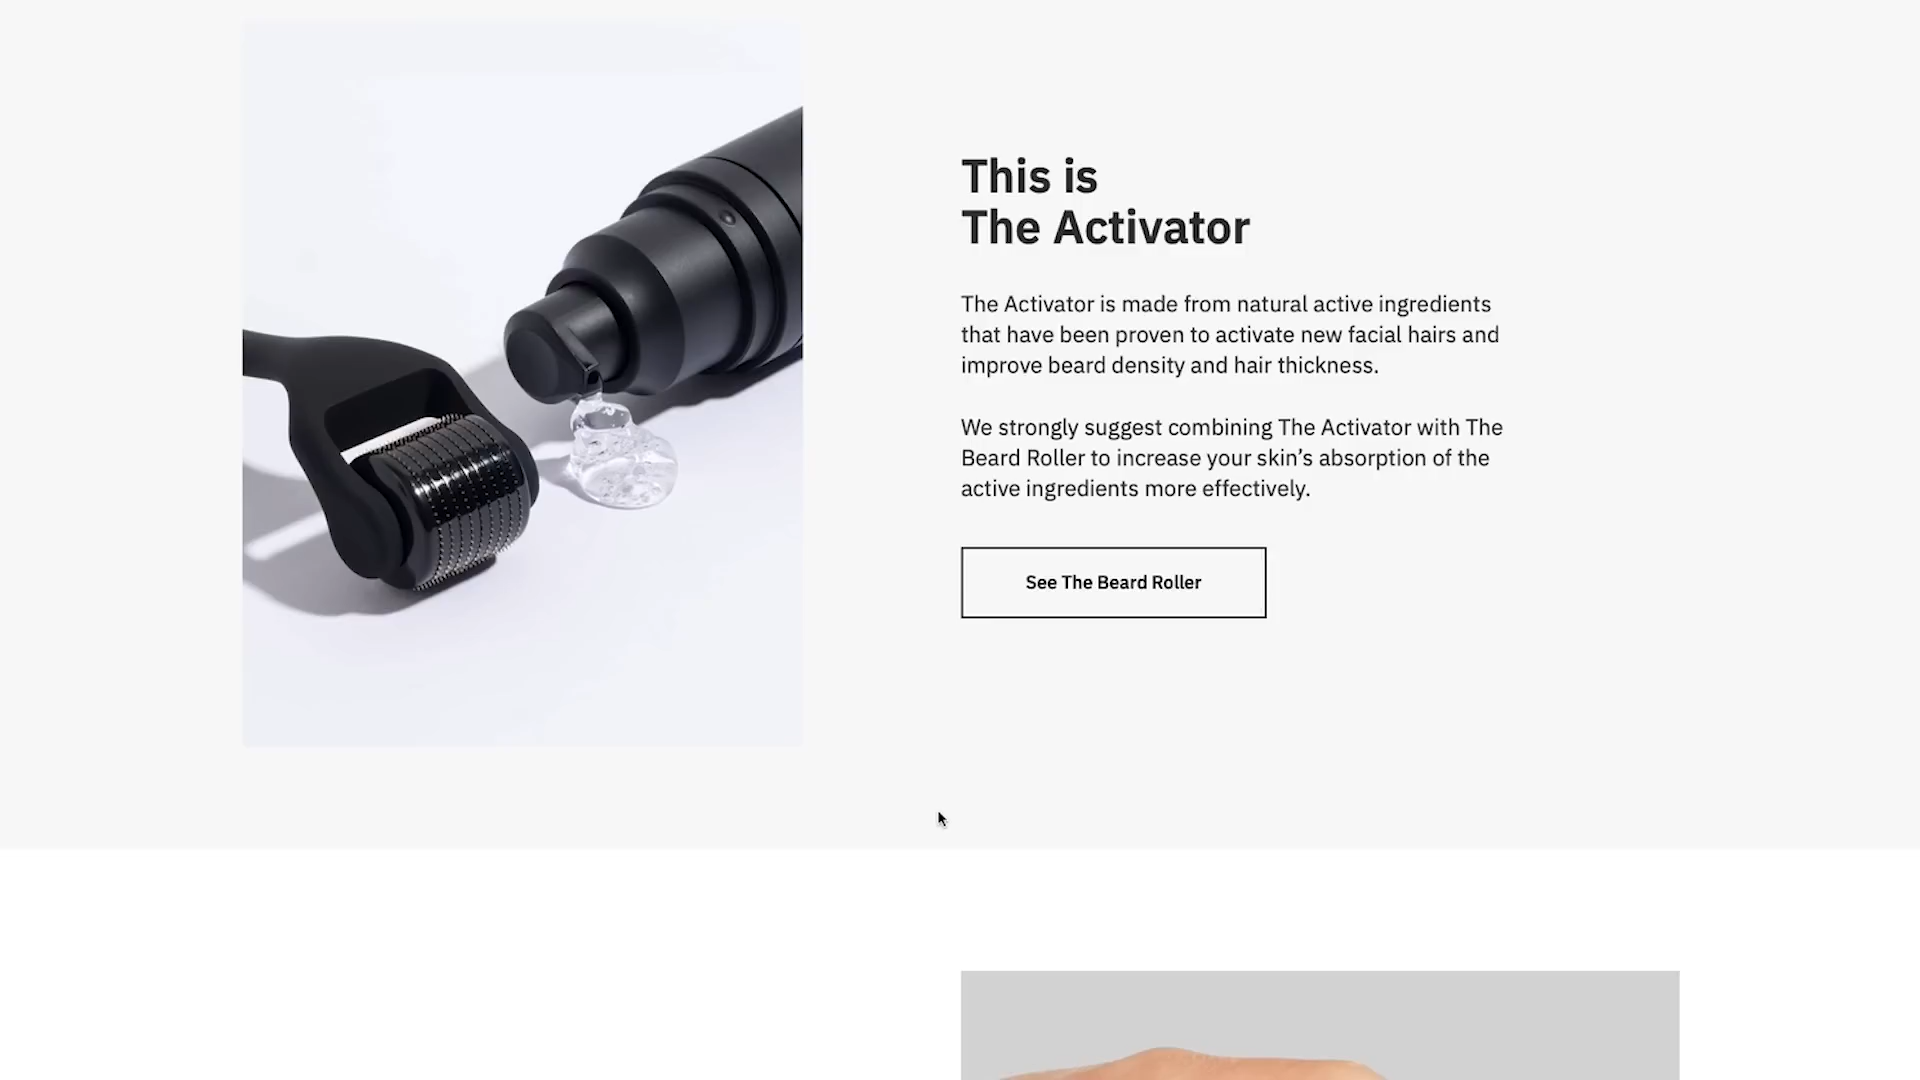 This is
The Activator
The Activator is made from natural active ingredients
that have been proven to activate new facial hairs and
improve beard density and hair thickness.
We strongly suggest combining The Activator with The
Beard Roller to increase your skin’s absorption of the
active ingredients more effectively.
See The Beard Roller